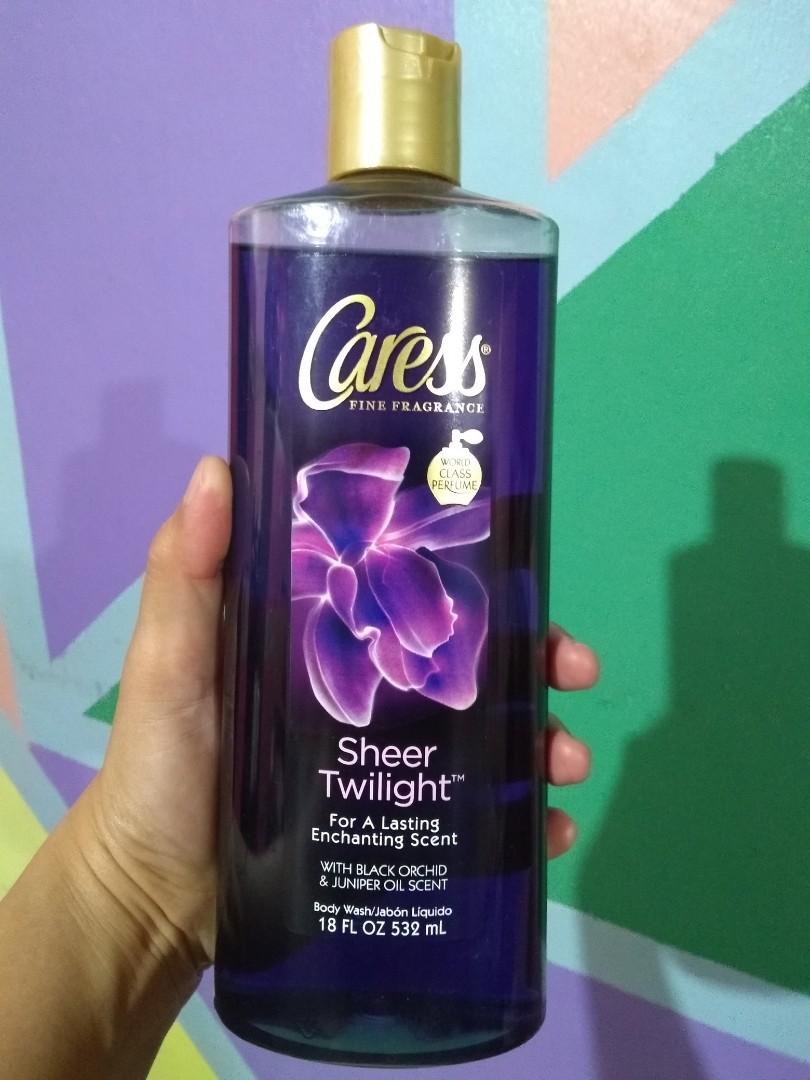 Caress®
FINE FRAGRANCE
WORLD
CLASS
PERFUME
Sheer
Twilight™
For A Lasting
Enchanting Scent
WITH BLACK ORCHID
& JUNIPER OIL SCENT
Body Wash/Jabón Líquido
18 FL OZ 532 mL